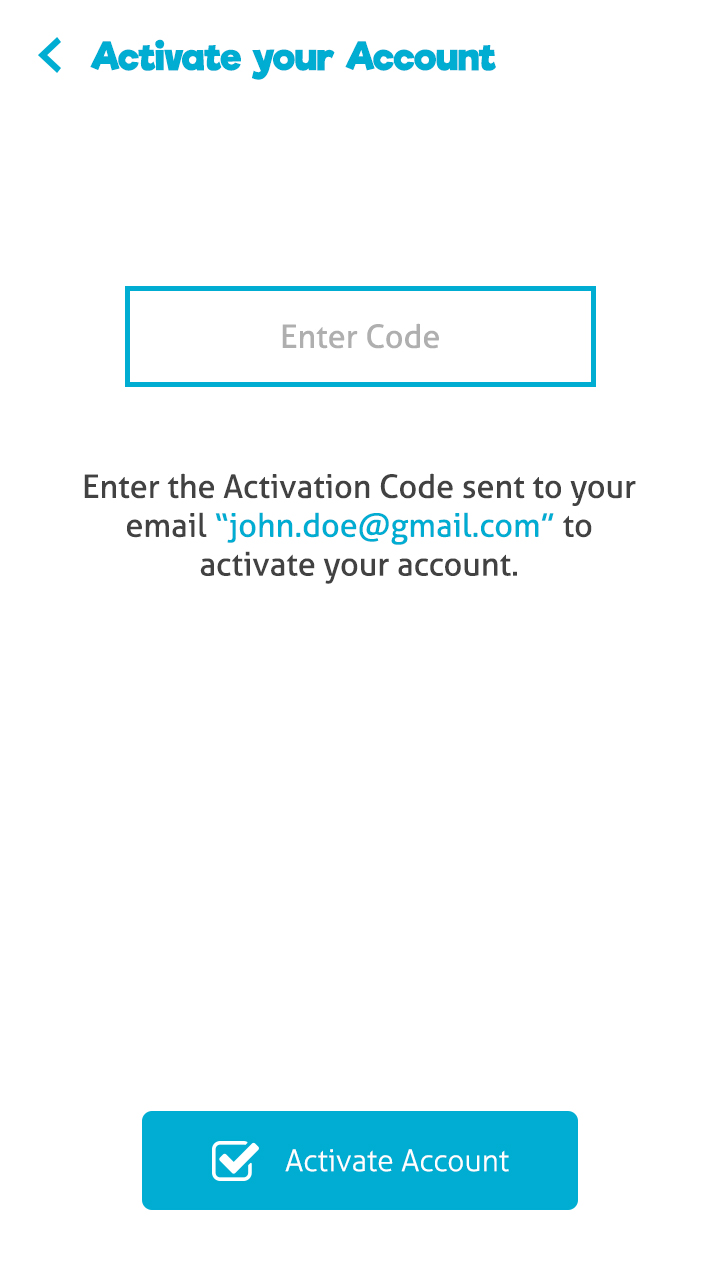 Activate your Account
Enter Code
Enter the Activation Code sent to your
email “john.doe@gmail.com” to
activate your account.
Activate Account